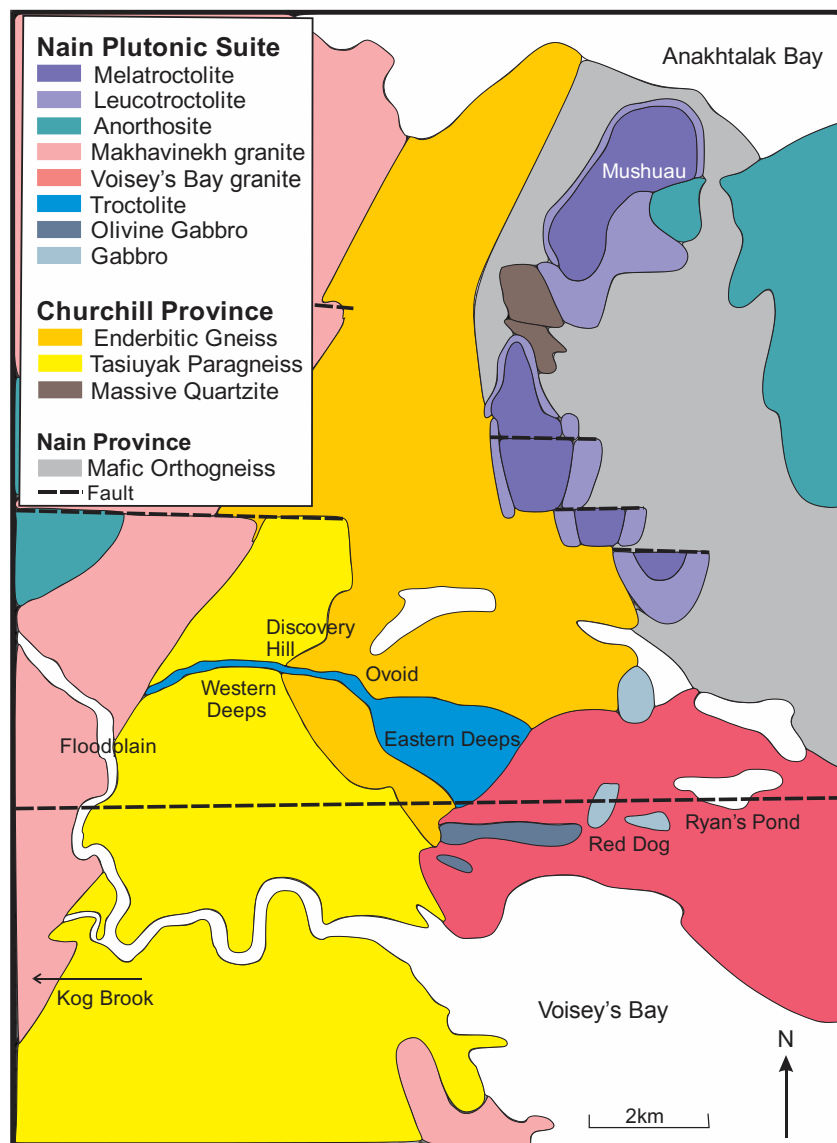 Nain Plutonic Suite
Melatroctolite
Leucotroctolite
Anorthosite
Makhavinekh granite
Voisey's Bay granite
Troctolite
Olivine Gabbro
Gabbro
Churchill Province
Enderbitic Gneiss
Tasiuyak Paragneiss
Massive Quartzite
Nain Province
Mafic Orthogneiss
Fault
Anakhtalak Bay
Mushuau
Discovery
Hill
Ovoid
Western
Deeps
Floodplain
Eastern Deeps
Ryan's Pond
Red Dog
Kog Brook
Voisey's Bay
N
2km